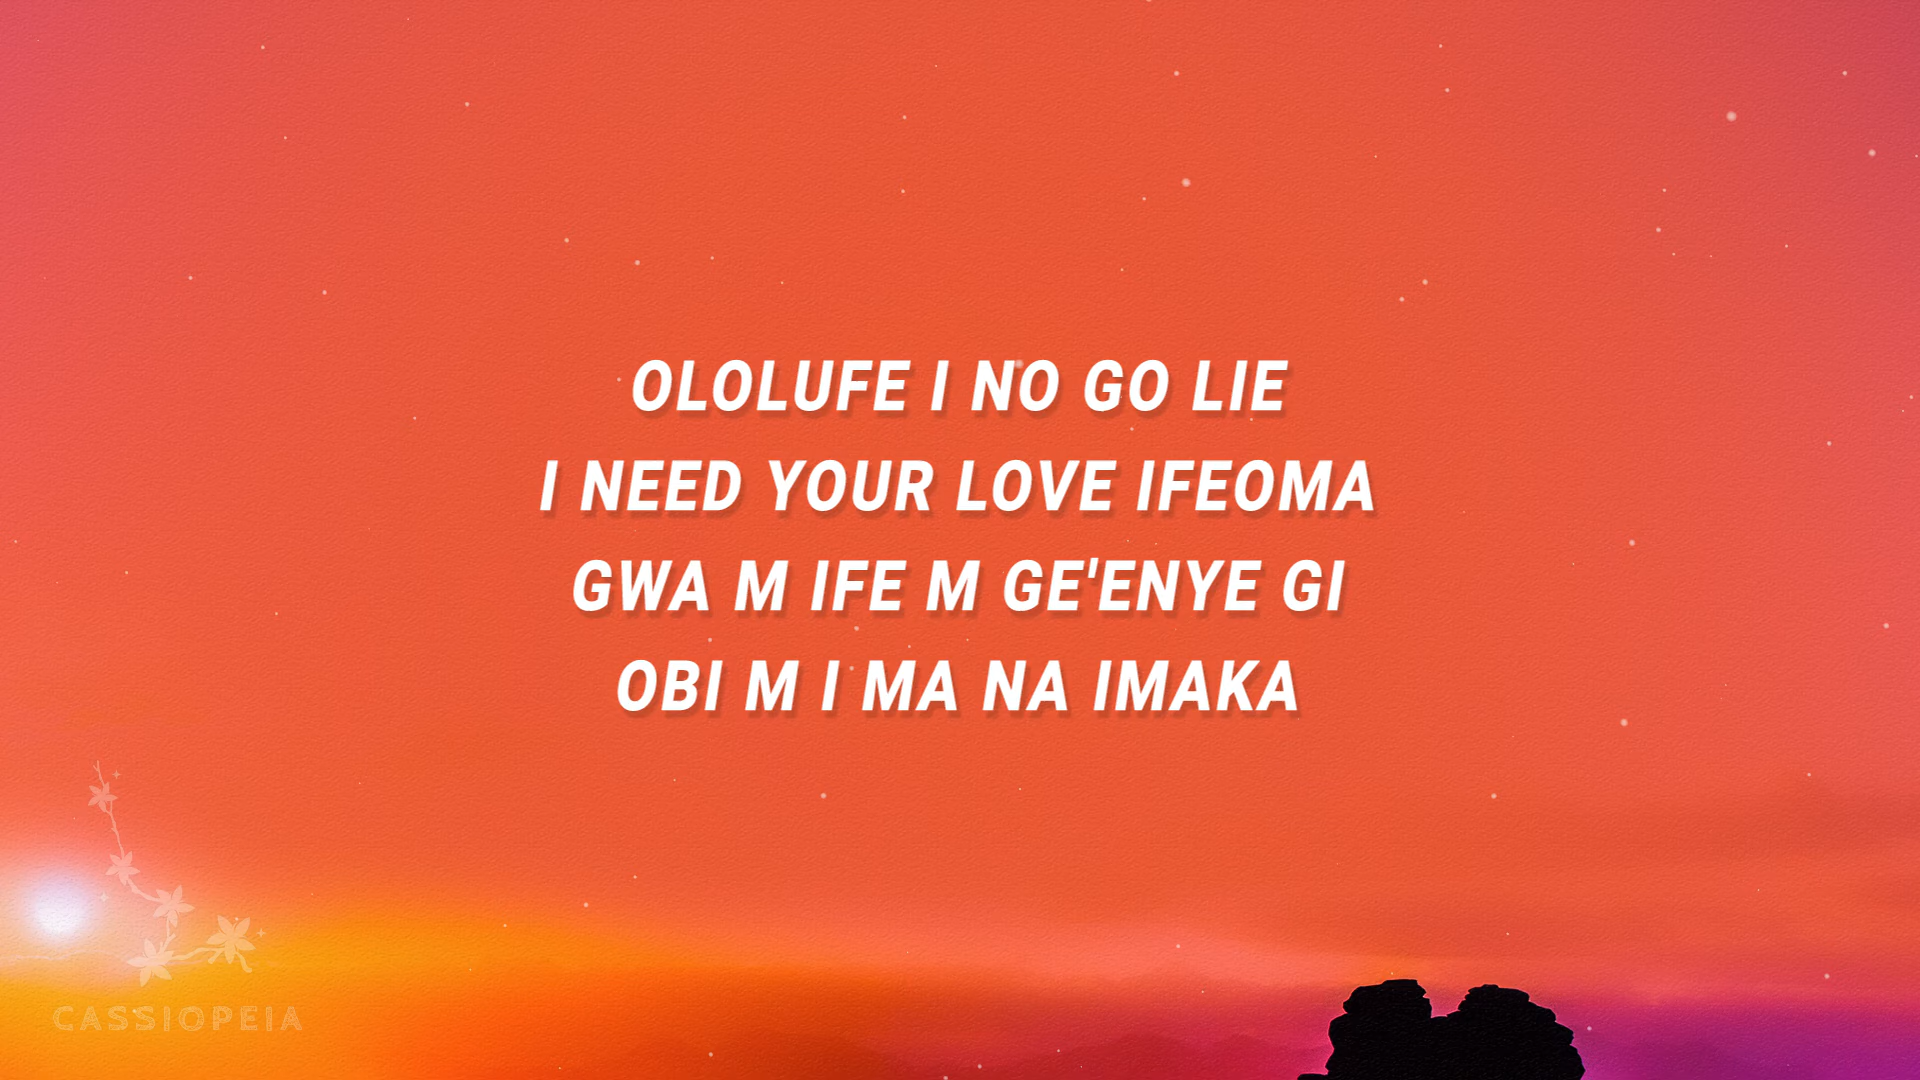 OLOLUFE I NO GO LIE
I NEED YOUR LOVE IFEOMA
GWA M IFE M GE'ENYE GI
OBI M I MA NA IMAKA
CASSIOPEIA